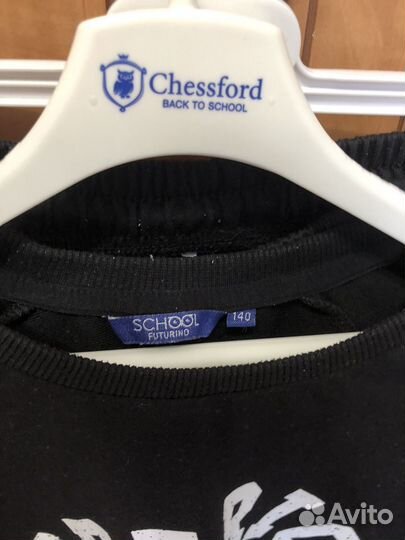 Chessford
BACK TO SCHOOL
SCHOOL
FUTURINO
140
Avito